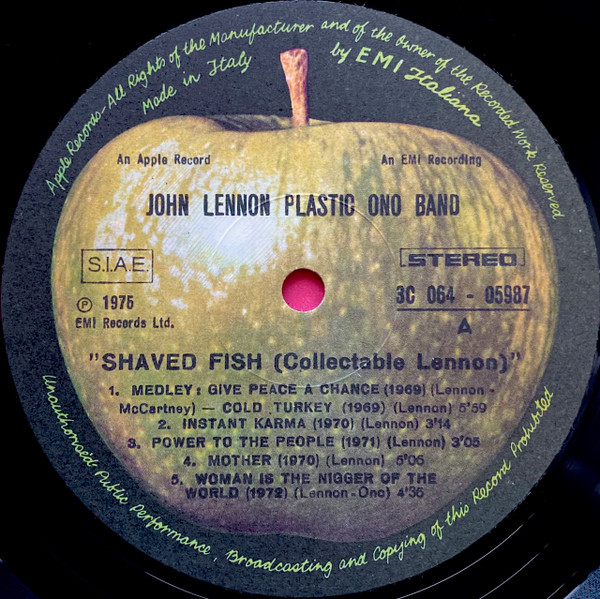 Apple Records-All Rights of the Manufacturer and of the Owner of the Recorded Work Reserved
Made in Italy
by EMI Italiana
An Apple Record
An EMI Recording
JOHN LENNON PLASTIC ONO BAND
S.I.A.E.
STEREO
℗ 1975
3C 064 - 05987
EMI Records Ltd.
A
"SHAVED FISH (Collectable Lennon)"
1. MEDLEY: GIVE PEACE A CHANCE (1969) (Lennon -
McCartney) — COLD TURKEY (1969) (Lennon) 5'59
2. INSTANT KARMA (1970) (Lennon) 3'14
3. POWER TO THE PEOPLE (1971) (Lennon) 3'05
4. MOTHER (1970) (Lennon) 5'05
5. WOMAN IS THE NIGGER OF THE
WORLD (1972) (Lennon-Ono) 4'35
Unauthorised Public Performance, Broadcasting and Copying of this Record Prohibited